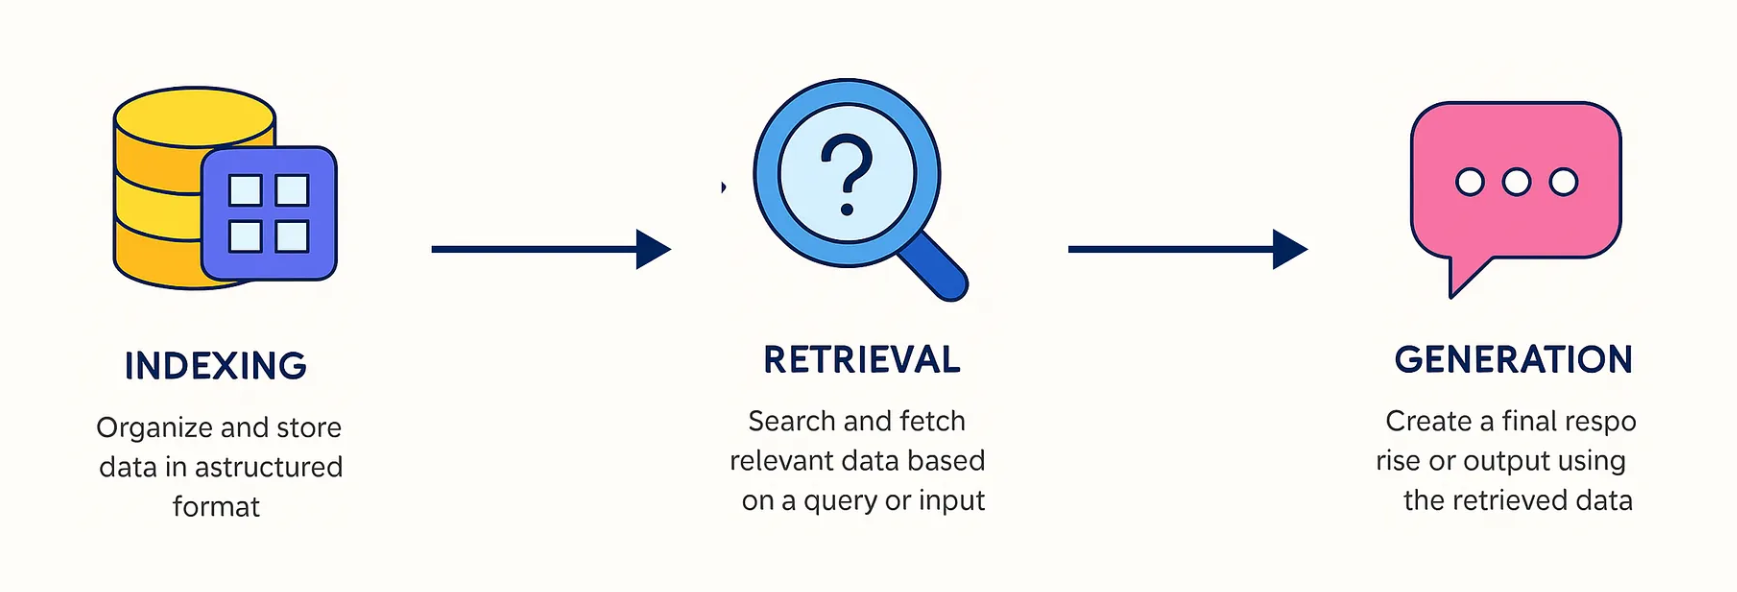 INDEXING
Organize and store
data in astructured
format
RETRIEVAL
Search and fetch
relevant data based
on a query or input
GENERATION
Create a final respo
rise or output using
the retrieved data